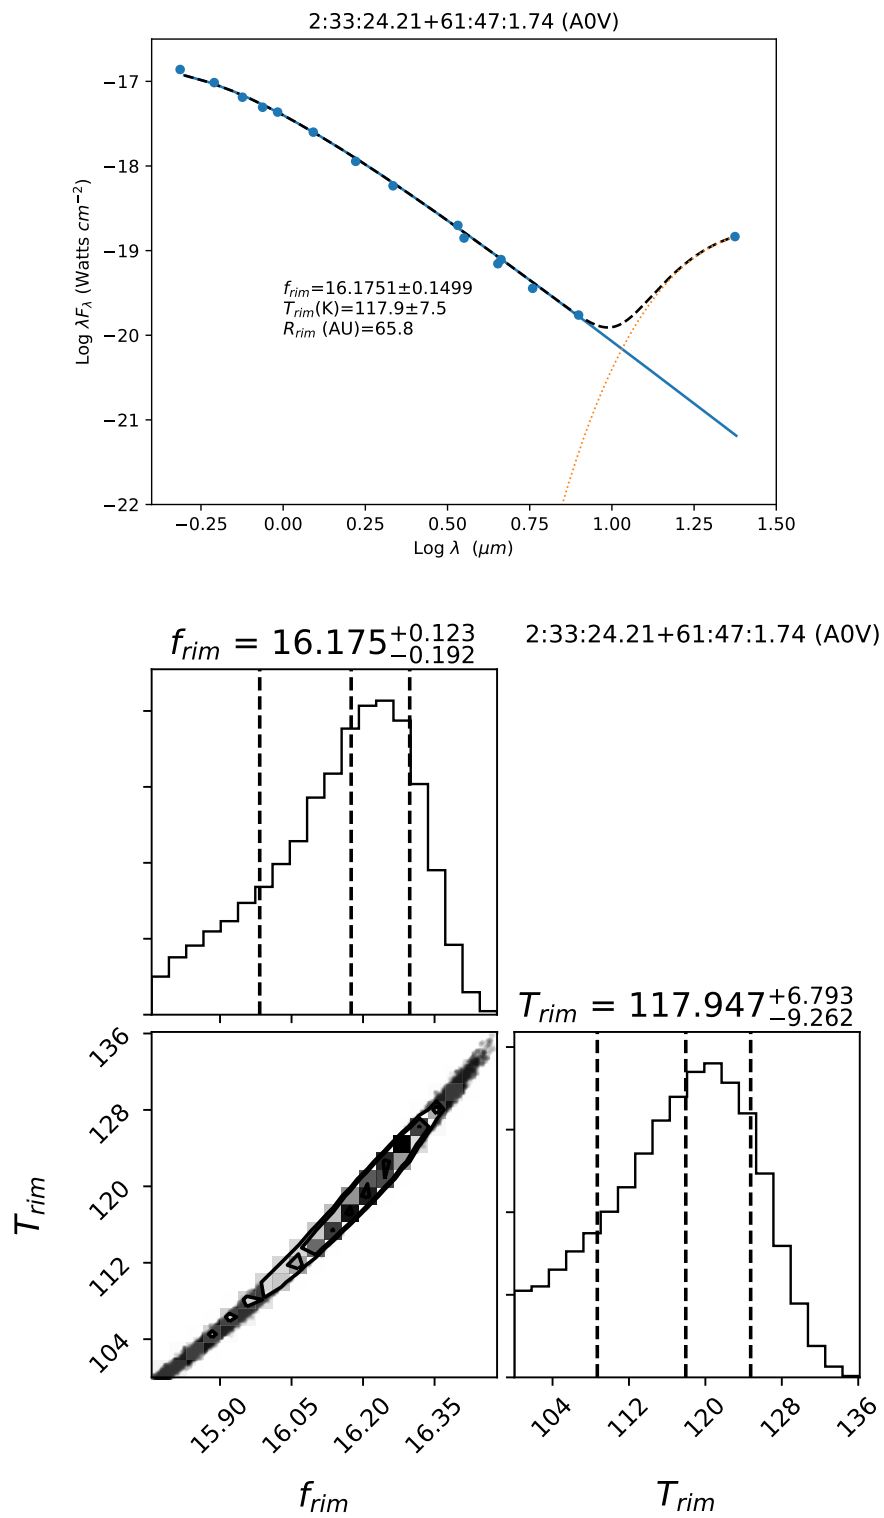 2:33:24.21+61:47:1.74 (A0V)
−17
−18
−19
−20
−21
−22
Log λF_λ (Watts cm^−2)
f_rim=16.1751±0.1499
T_rim(K)=117.9±7.5
R_rim (AU)=65.8
−0.25 0.00 0.25 0.50 0.75 1.00 1.25 1.50
Log λ (μm)
f_rim = 16.175 +0.123 −0.192
2:33:24.21+61:47:1.74 (A0V)
T_rim = 117.947 +6.793 −9.262
136
128
120
112
104
T_rim
15.90 16.05 16.20 16.35
f_rim
104 112 120 128 136
T_rim